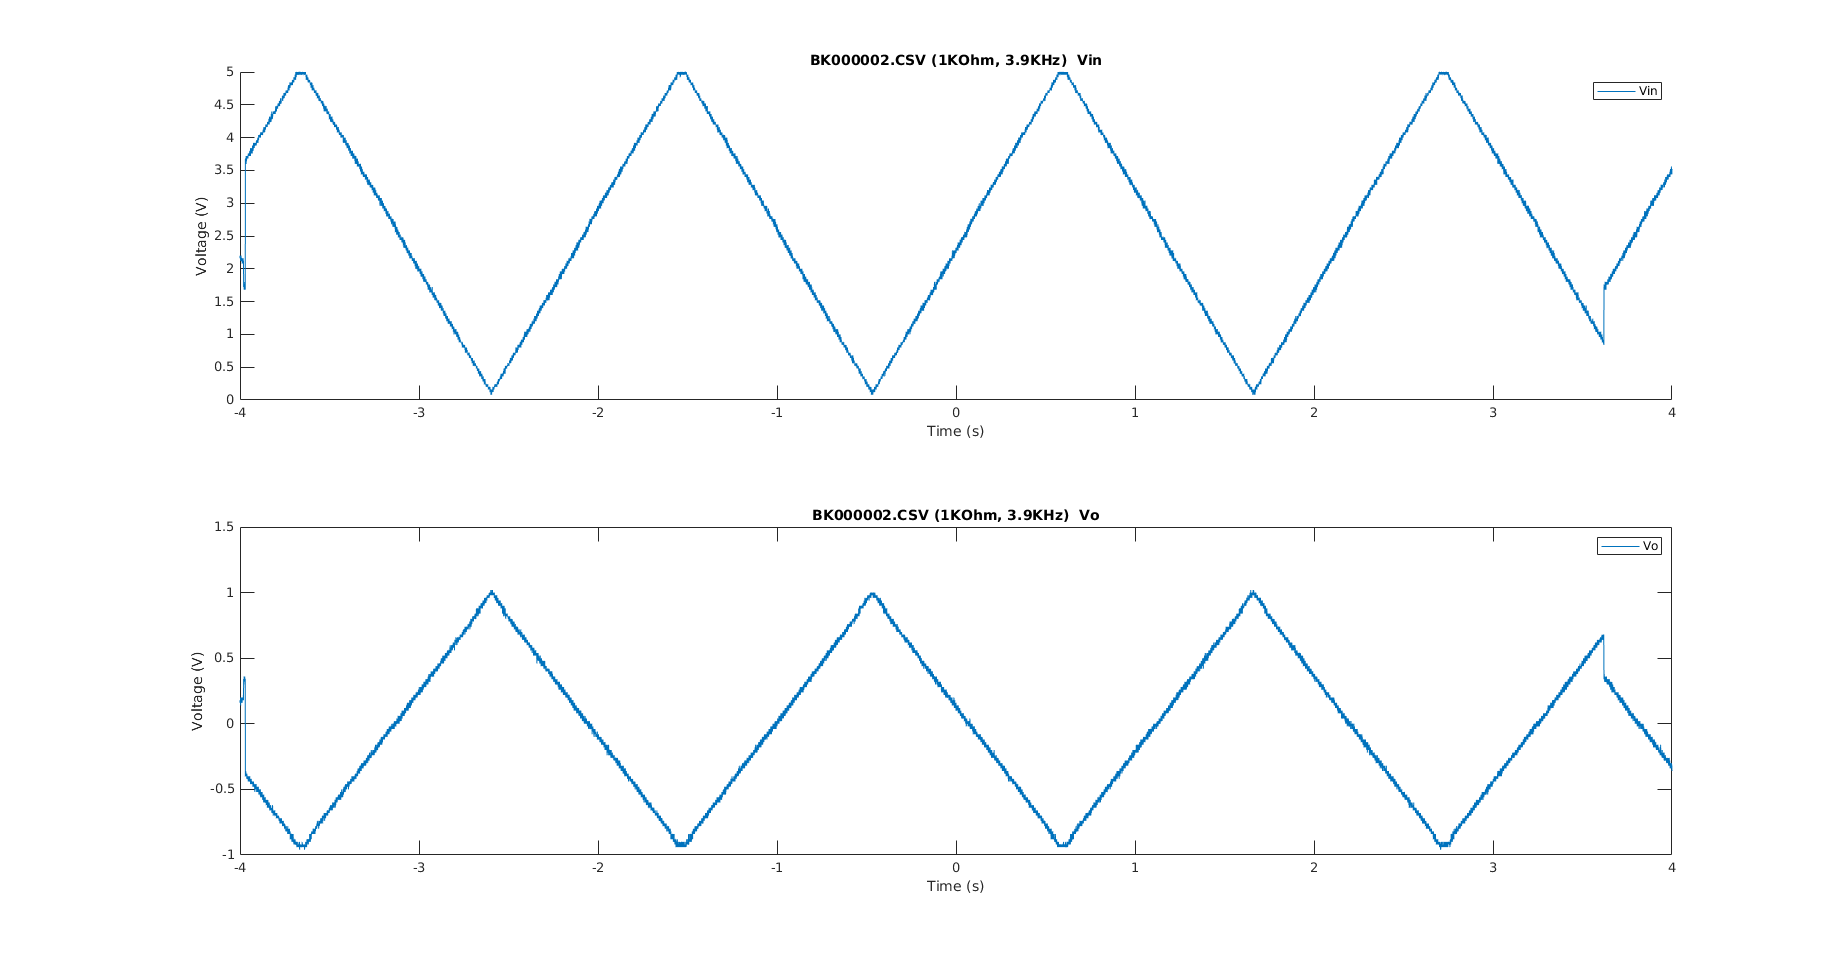 BK000002.CSV (1KOhm, 3.9KHz)  Vin
5
4.5
4
3.5
3
2.5
2
1.5
1
0.5
0
Voltage (V)
Vin
-4 -3 -2 -1 0 1 2 3 4
Time (s)
BK000002.CSV (1KOhm, 3.9KHz)  Vo
1.5
1
0.5
0
-0.5
-1
Voltage (V)
Vo
-4 -3 -2 -1 0 1 2 3 4
Time (s)